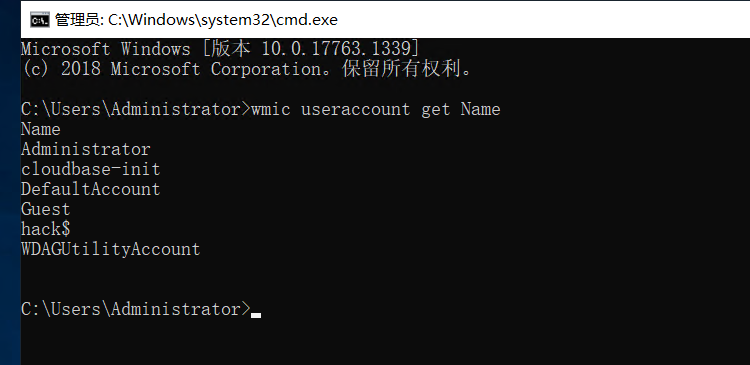 管理员: C:\Windows\system32\cmd.exe
Microsoft Windows [版本 10.0.17763.1339]
(c) 2018 Microsoft Corporation。保留所有权利。
C:\Users\Administrator>wmic useraccount get Name
Name
Administrator
cloudbase-init
DefaultAccount
Guest
hack$
WDAGUtilityAccount
C:\Users\Administrator>